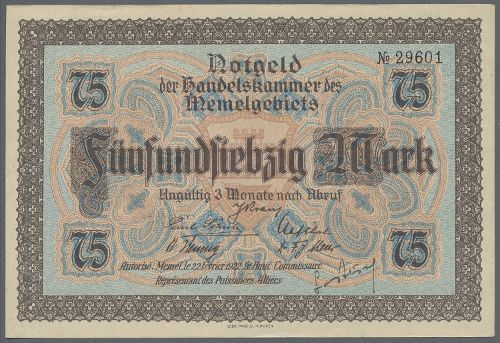 Notgeld
№ 29601
der Handelskammer des
Memelgebiets
75
75
Fünfundsiebzig Mark
Ungültig 3 Monate nach Abruf
75
75
Autorisé: Memel, le 22 février 1922. Le Haut Commissaire
Représentant des Puissances Alliées